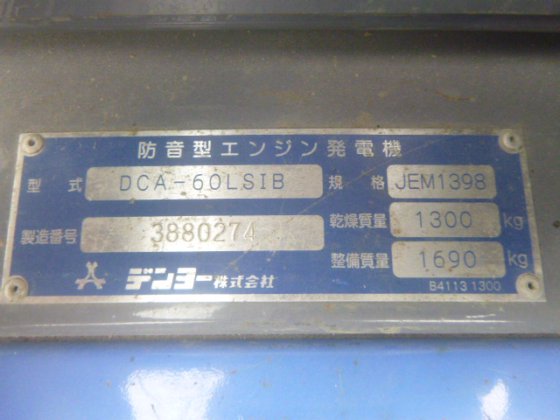 防音型エンジン発電機
型式 DCA-60LSIB 規格 JEM1398
製造番号 3880274 乾燥質量 1300 kg
整備質量 1690 kg
デンヨー株式会社
B4113 1300